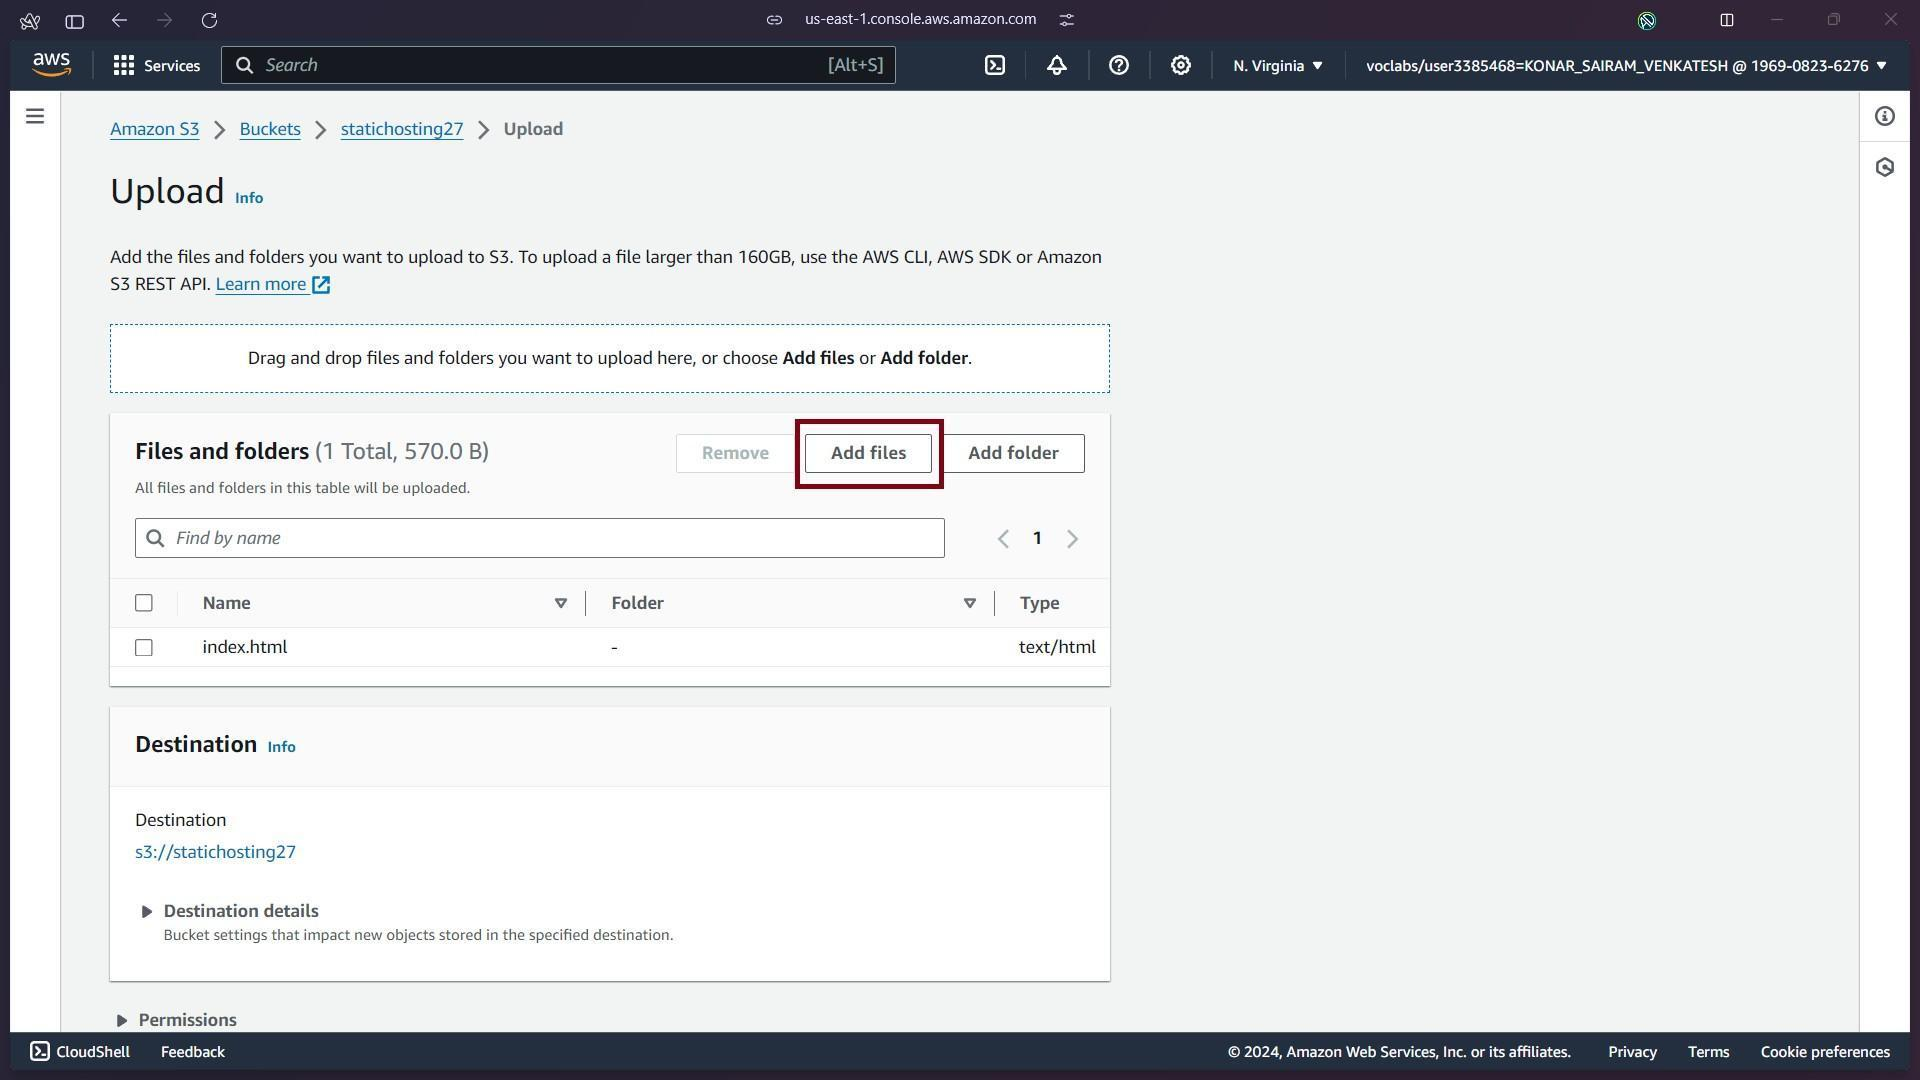 us-east-1.console.aws.amazon.com
aws
Services
Search
[Alt+S]
N. Virginia
voclabs/user3385468=KONAR_SAIRAM_VENKATESH @ 1969-0823-6276
Amazon S3 > Buckets > statichosting27 > Upload
Upload Info
Add the files and folders you want to upload to S3. To upload a file larger than 160GB, use the AWS CLI, AWS SDK or Amazon
S3 REST API. Learn more
Drag and drop files and folders you want to upload here, or choose Add files or Add folder.
Files and folders (1 Total, 570.0 B)
Remove
Add files
Add folder
All files and folders in this table will be uploaded.
Find by name
1
Name
Folder
Type
index.html
-
text/html
Destination Info
Destination
s3://statichosting27
Destination details
Bucket settings that impact new objects stored in the specified destination.
Permissions
CloudShell
Feedback
© 2024, Amazon Web Services, Inc. or its affiliates.
Privacy
Terms
Cookie preferences